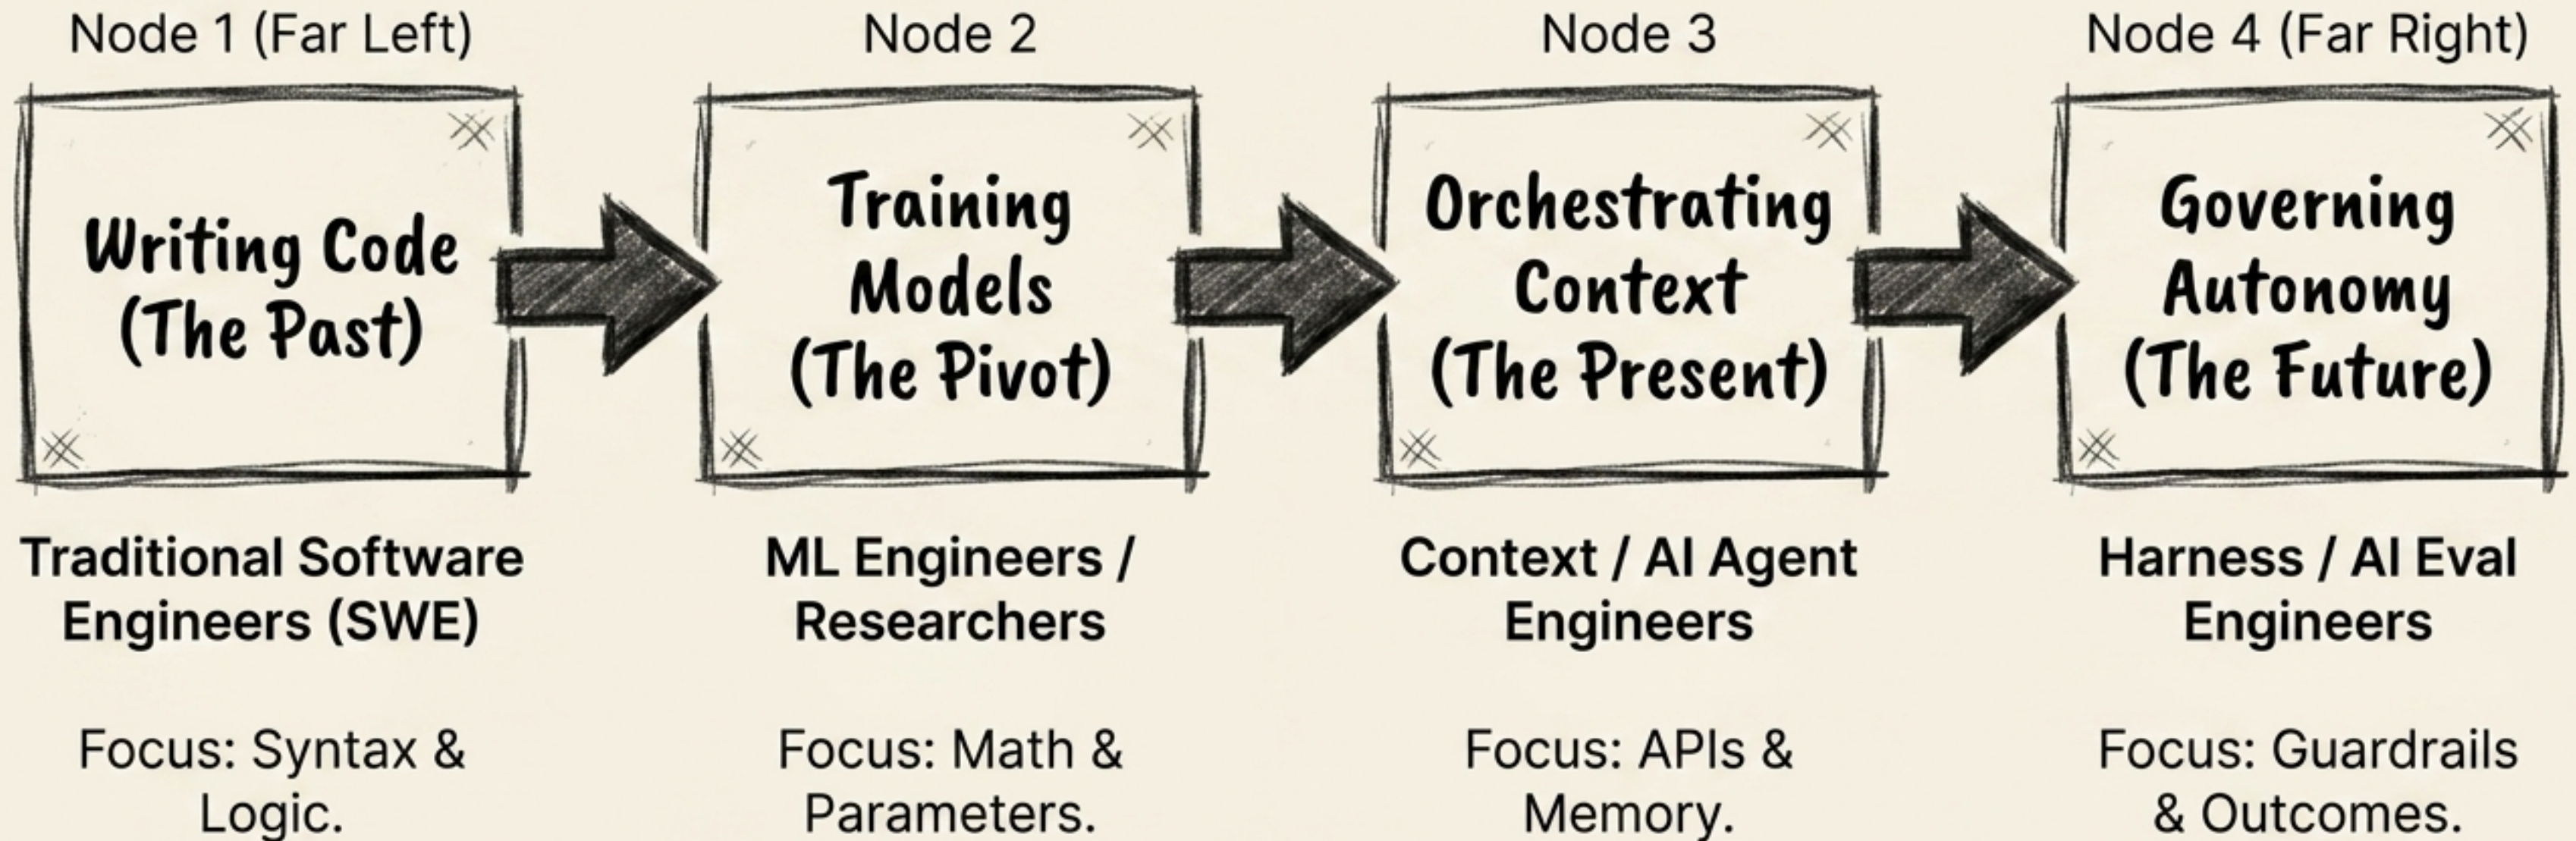 Node 1 (Far Left)
Writing Code
(The Past)
Traditional Software
Engineers (SWE)
Focus: Syntax &
Logic.
Node 2
Training
Models
(The Pivot)
ML Engineers /
Researchers
Focus: Math &
Parameters.
Node 3
Orchestrating
Context
(The Present)
Context / AI Agent
Engineers
Focus: APIs &
Memory.
Node 4 (Far Right)
Governing
Autonomy
(The Future)
Harness / AI Eval
Engineers
Focus: Guardrails
& Outcomes.